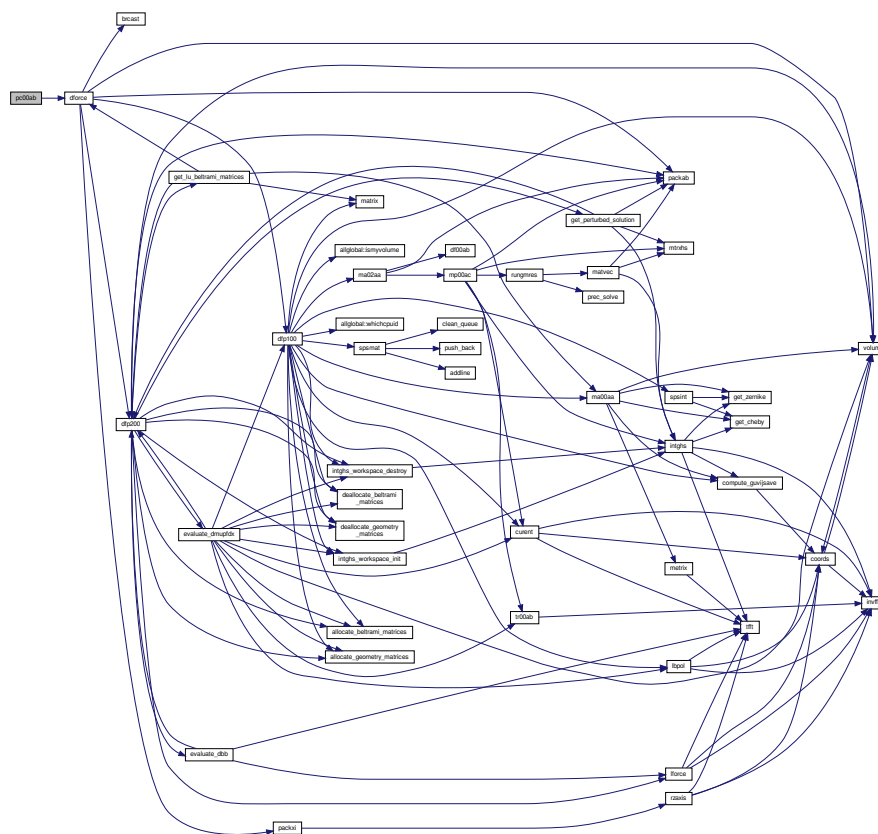 brcast
pc00ab
dforce
get_lu_beltrami_matrices
packab
matrix
get_perturbed_solution
allglobal::ismyvolume
df00ab
mtrxhs
ma02aa
mp00ac
rungmres
matvec
prec_solve
allglobal::whichcpuid
clean_queue
dfp100
spsmat
push_back
volum
addline
ma00aa
spsint
get_zernike
get_cheby
dfp200
intghs
intghs_workspace_destroy
compute_guvijsave
deallocate_beltrami
_matrices
deallocate_geometry
_matrices
evaluate_dmupfdx
curent
intghs_workspace_init
coords
metrix
invfft
tr00ab
tfft
allocate_beltrami_matrices
allocate_geometry_matrices
lbpol
evaluate_dbb
lforce
rzaxis
packxi